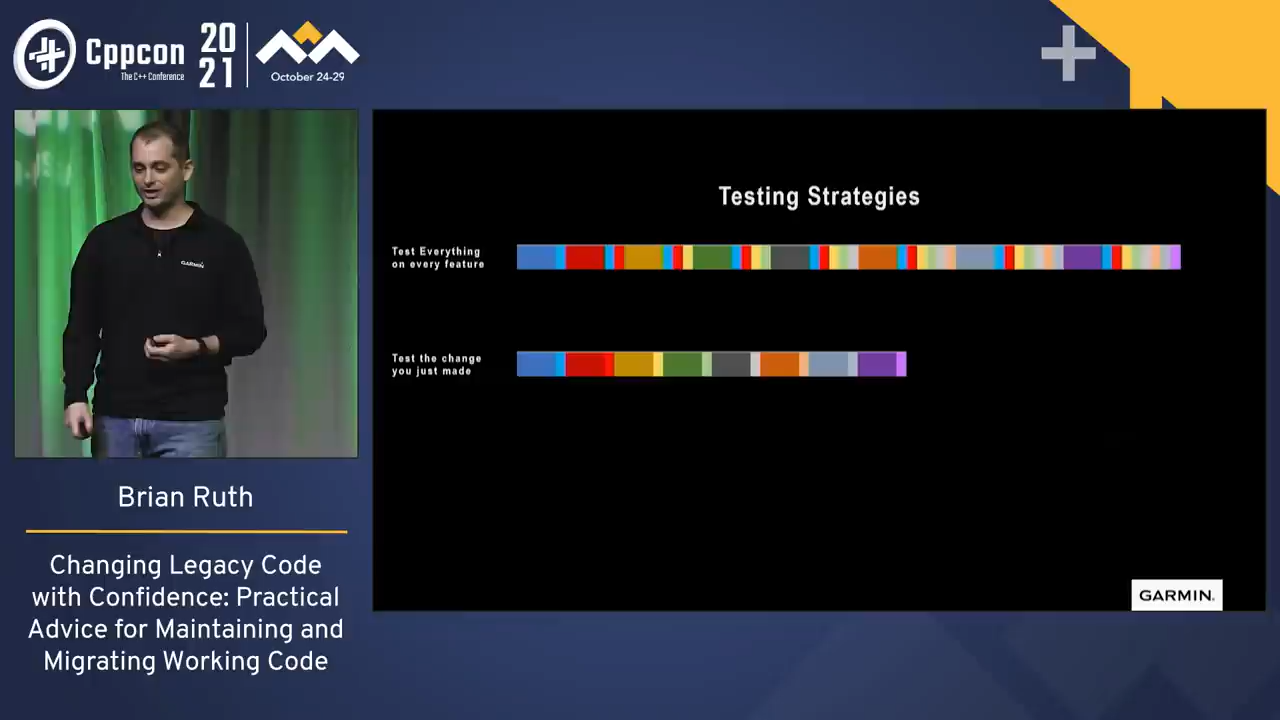 Cppcon
The C++ Conference
20
21
October 24-29
GARMIN
Brian Ruth
Changing Legacy Code
with Confidence: Practical
Advice for Maintaining and
Migrating Working Code
Testing Strategies
Test Everything
on every feature
Test the change
you just made
GARMIN.